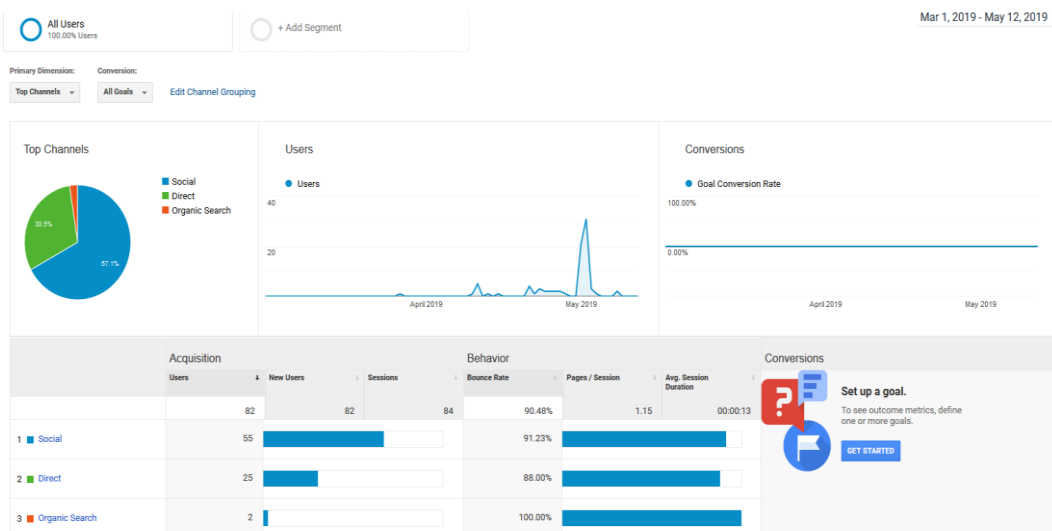 All Users
100.00% Users
+ Add Segment
Mar 1, 2019 - May 12, 2019
Primary Dimension:
Conversion:
Top Channels
All Goals
Edit Channel Grouping
Top Channels
Social
Direct
Organic Search
30.5%
67.1%
Users
Users
40
20
April 2019
May 2019
Conversions
Goal Conversion Rate
100.00%
0.00%
April 2019
May 2019
Acquisition
Behavior
Conversions
Users
New Users
Sessions
Bounce Rate
Pages / Session
Avg. Session
Duration
82
82
84
90.48%
1.15
00:00:13
1 Social
55
91.23%
2 Direct
25
88.00%
3 Organic Search
2
100.00%
?
Set up a goal.
To see outcome metrics, define
one or more goals.
GET STARTED